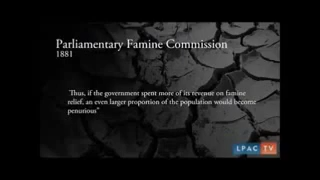 Parliamentary Famine Commission
1881
Thus, if the government spent more of its revenue on famine
relief, an even larger proportion of the population would become
penurious"
LPAC TV